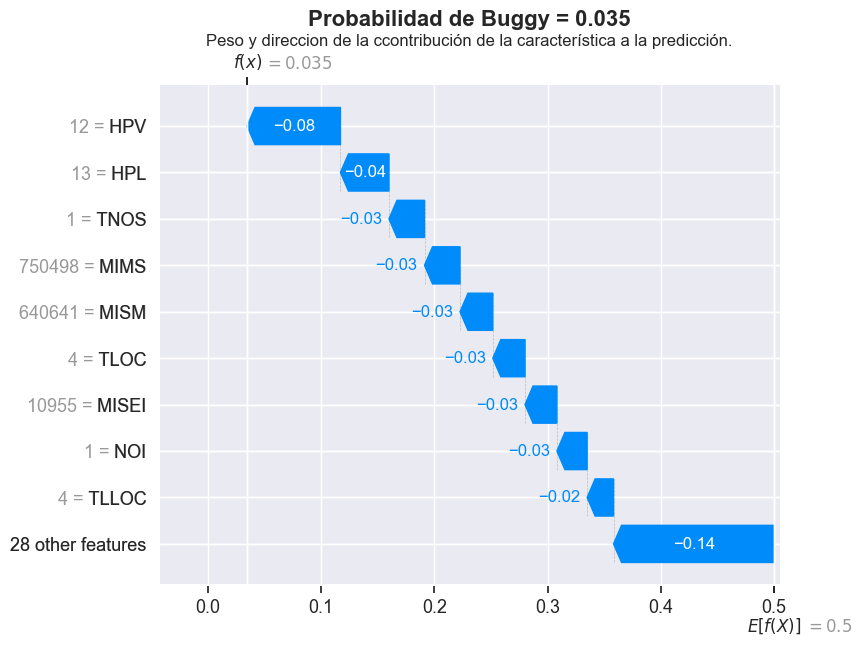 Probabilidad de Buggy = 0.035
Peso y direccion de la ccontribución de la característica a la predicción.
f(x) = 0.035
12 = HPV −0.08
13 = HPL −0.04
1 = TNOS −0.03
750498 = MIMS −0.03
640641 = MISM −0.03
4 = TLOC −0.03
10955 = MISEI −0.03
1 = NOI −0.03
4 = TLLOC −0.02
28 other features −0.14
0.0 0.1 0.2 0.3 0.4 0.5
E[f(X)] = 0.5